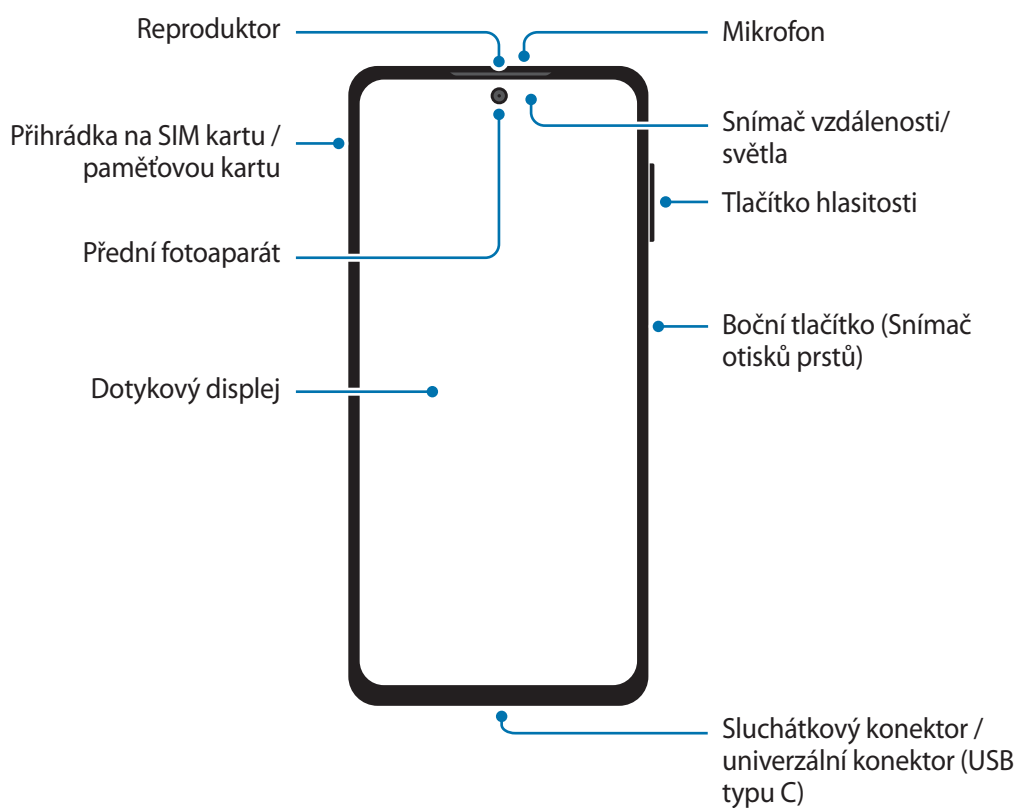 Reproduktor
Mikrofon
Přihrádka na SIM kartu /
paměťovou kartu
Snímač vzdálenosti/
světla
Tlačítko hlasitosti
Přední fotoaparát
Boční tlačítko (Snímač
otisků prstů)
Dotykový displej
Sluchátkový konektor /
univerzální konektor (USB
typu C)